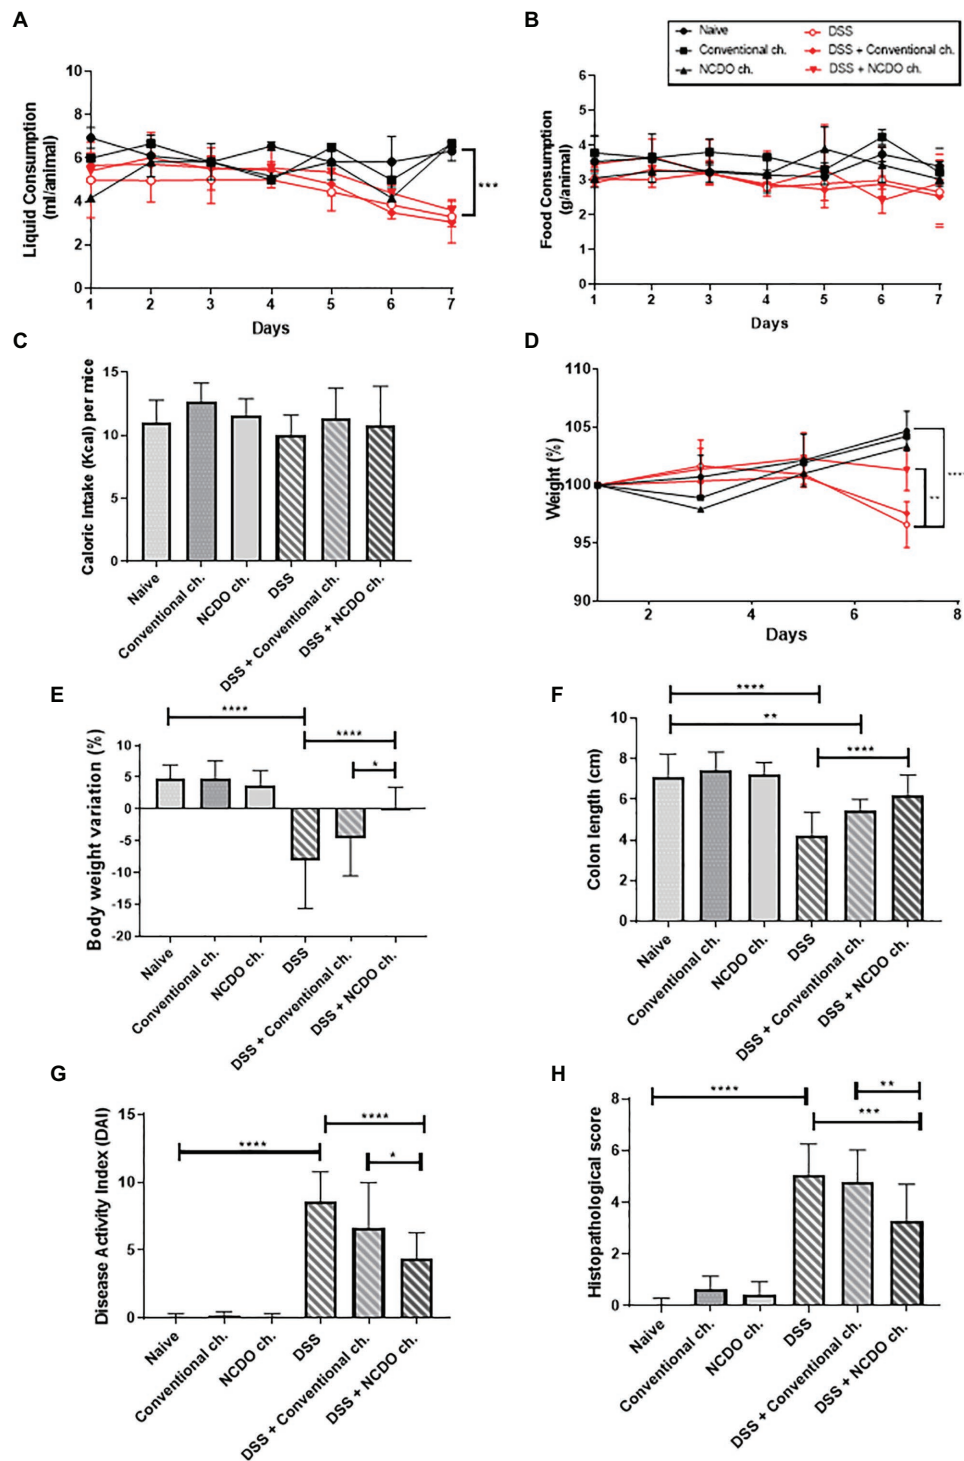 A
Liquid Consumption
(ml/animal)
10
8
6
4
2
0
1 2 3 4 5 6 7
Days
***
B
Naive
Conventional ch.
NCDO ch.
DSS
DSS + Conventional ch.
DSS + NCDO ch.
Food Consumption
(g/animal)
6
5
4
3
2
1
0
1 2 3 4 5 6 7
Days
C
Caloric Intake (Kcal) per mice
15
10
5
0
Naive
Conventional ch.
NCDO ch.
DSS
DSS + Conventional ch.
DSS + NCDO ch.
D
Weight (%)
110
105
100
95
90
2 4 6 8
Days
**
****
E
Body weight variation (%)
10
5
0
-5
-10
-15
-20
****
****
*
Naive
Conventional ch.
NCDO ch.
DSS
DSS + Conventional ch.
DSS + NCDO ch.
F
Colon length (cm)
10
8
6
4
2
0
****
**
****
Naive
Conventional ch.
NCDO ch.
DSS
DSS + Conventional ch.
DSS + NCDO ch.
G
Disease Activity Index (DAI)
15
10
5
0
****
****
*
Naive
Conventional ch.
NCDO ch.
DSS
DSS + Conventional ch.
DSS + NCDO ch.
H
Histopathological score
8
6
4
2
0
****
**
***
Naive
Conventional ch.
NCDO ch.
DSS
DSS + Conventional ch.
DSS + NCDO ch.